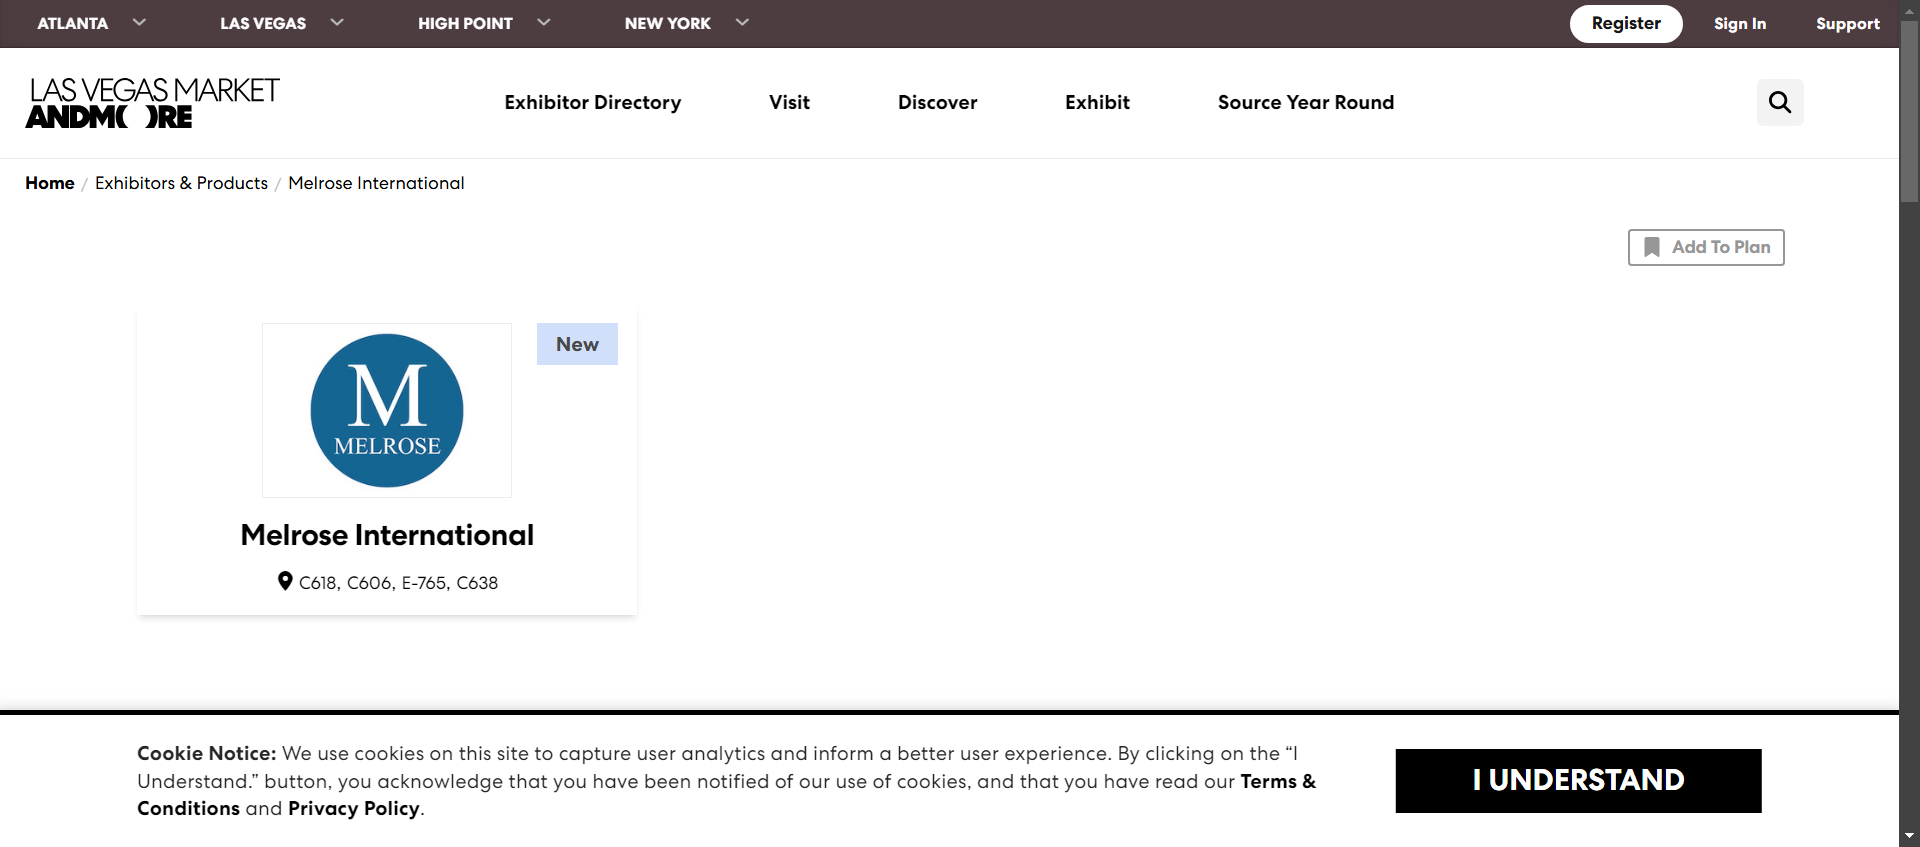 ATLANTA LAS VEGAS HIGH POINT NEW YORK Register Sign In Support
LAS VEGAS MARKET
ANDM( )RE
Exhibitor Directory Visit Discover Exhibit Source Year Round
Home / Exhibitors & Products / Melrose International
Add To Plan
New
M
MELROSE
Melrose International
C618, C606, E-765, C638
Cookie Notice: We use cookies on this site to capture user analytics and inform a better user experience. By clicking on the “I
Understand.” button, you acknowledge that you have been notified of our use of cookies, and that you have read our Terms &
Conditions and Privacy Policy.
I UNDERSTAND